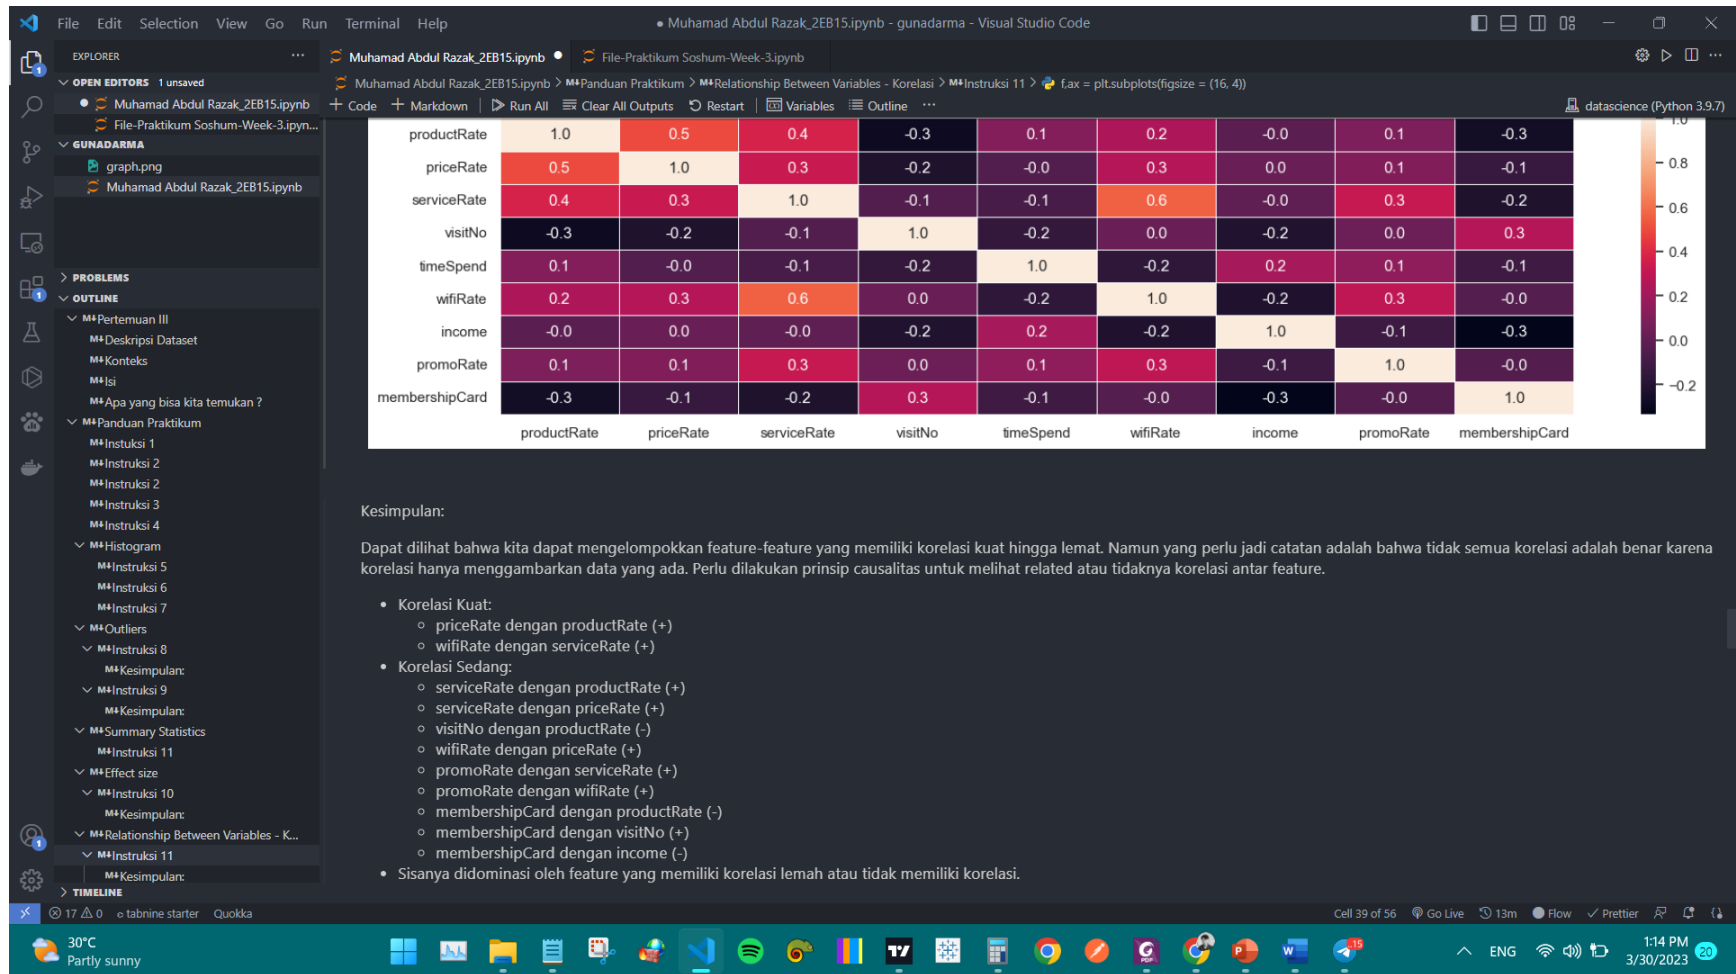 File Edit Selection View Go Run Terminal Help
● Muhamad Abdul Razak_2EB15.ipynb - gunadarma - Visual Studio Code
EXPLORER
OPEN EDITORS 1 unsaved
Muhamad Abdul Razak_2EB15.ipynb
File-Praktikum Soshum-Week-3.ipyn...
GUNADARMA
graph.png
Muhamad Abdul Razak_2EB15.ipynb
PROBLEMS
OUTLINE
M↓Pertemuan III
M↓Deskripsi Dataset
M↓Konteks
M↓Isi
M↓Apa yang bisa kita temukan ?
M↓Panduan Praktikum
M↓Instuksi 1
M↓Instruksi 2
M↓Instruksi 2
M↓Instruksi 3
M↓Instruksi 4
M↓Histogram
M↓Instruksi 5
M↓Instruksi 6
M↓Instruksi 7
M↓Outliers
M↓Instruksi 8
M↓Kesimpulan:
M↓Instruksi 9
M↓Kesimpulan:
M↓Summary Statistics
M↓Instruksi 11
M↓Effect size
M↓Instruksi 10
M↓Kesimpulan:
M↓Relationship Between Variables - K...
M↓Instruksi 11
M↓Kesimpulan:
TIMELINE
Muhamad Abdul Razak_2EB15.ipynb ● File-Praktikum Soshum-Week-3.ipynb
Muhamad Abdul Razak_2EB15.ipynb > M↓Panduan Praktikum > M↓Relationship Between Variables - Korelasi > M↓Instruksi 11 > f,ax = plt.subplots(figsize = (16, 4))
+ Code + Markdown | Run All Clear All Outputs Restart | Variables Outline ... datascience (Python 3.9.7)
productRate 1.0 0.5 0.4 -0.3 0.1 0.2 -0.0 0.1 -0.3
priceRate 0.5 1.0 0.3 -0.2 -0.0 0.3 0.0 0.1 -0.1
serviceRate 0.4 0.3 1.0 -0.1 -0.1 0.6 -0.0 0.3 -0.2
visitNo -0.3 -0.2 -0.1 1.0 -0.2 0.0 -0.2 0.0 0.3
timeSpend 0.1 -0.0 -0.1 -0.2 1.0 -0.2 0.2 0.1 -0.1
wifiRate 0.2 0.3 0.6 0.0 -0.2 1.0 -0.2 0.3 -0.0
income -0.0 0.0 -0.0 -0.2 0.2 -0.2 1.0 -0.1 -0.3
promoRate 0.1 0.1 0.3 0.0 0.1 0.3 -0.1 1.0 -0.0
membershipCard -0.3 -0.1 -0.2 0.3 -0.1 -0.0 -0.3 -0.0 1.0
productRate priceRate serviceRate visitNo timeSpend wifiRate income promoRate membershipCard
1.0
0.8
0.6
0.4
0.2
0.0
-0.2
Kesimpulan:
Dapat dilihat bahwa kita dapat mengelompokkan feature-feature yang memiliki korelasi kuat hingga lemat. Namun yang perlu jadi catatan adalah bahwa tidak semua korelasi adalah benar karena
korelasi hanya menggambarkan data yang ada. Perlu dilakukan prinsip causalitas untuk melihat related atau tidaknya korelasi antar feature.
• Korelasi Kuat:
◦ priceRate dengan productRate (+)
◦ wifiRate dengan serviceRate (+)
• Korelasi Sedang:
◦ serviceRate dengan productRate (+)
◦ serviceRate dengan priceRate (+)
◦ visitNo dengan productRate (-)
◦ wifiRate dengan priceRate (+)
◦ promoRate dengan serviceRate (+)
◦ promoRate dengan wifiRate (+)
◦ membershipCard dengan productRate (-)
◦ membershipCard dengan visitNo (+)
◦ membershipCard dengan income (-)
• Sisanya didominasi oleh feature yang memiliki korelasi lemah atau tidak memiliki korelasi.
17 0 tabnine starter Quokka Cell 39 of 56 Go Live 13m Flow Prettier
30°C
Partly sunny
15
ENG
1:14 PM
3/30/2023
20